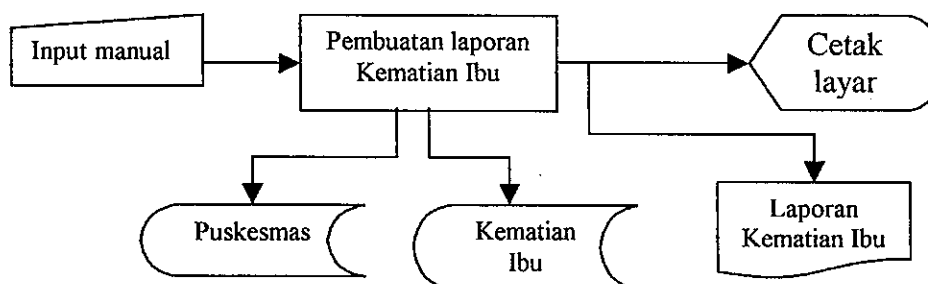 Input manual
Pembuatan laporan
Kematian Ibu
Cetak
layar
Puskesmas
Kematian
Ibu
Laporan
Kematian Ibu